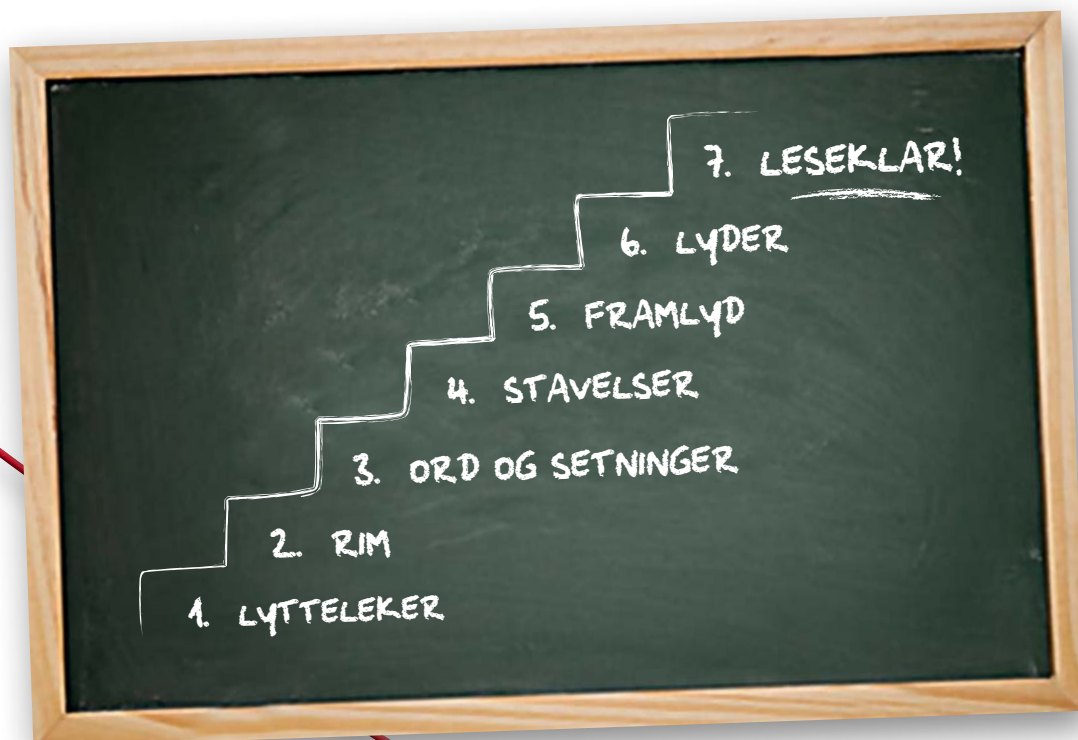 7. LESEKLAR!
6. LYDER
5. FRAMLYD
4. STAVELSER
3. ORD OG SETNINGER
2. RIM
1. LYTTELEKER